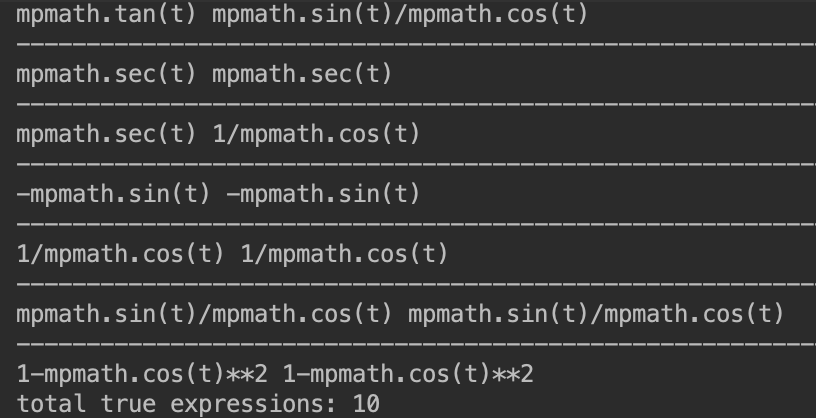 mpmath.tan(t) mpmath.sin(t)/mpmath.cos(t)
----------------------------------------------------------
mpmath.sec(t) mpmath.sec(t)
----------------------------------------------------------
mpmath.sec(t) 1/mpmath.cos(t)
----------------------------------------------------------
-mpmath.sin(t) -mpmath.sin(t)
----------------------------------------------------------
1/mpmath.cos(t) 1/mpmath.cos(t)
----------------------------------------------------------
mpmath.sin(t)/mpmath.cos(t) mpmath.sin(t)/mpmath.cos(t)
----------------------------------------------------------
1-mpmath.cos(t)**2 1-mpmath.cos(t)**2
total true expressions: 10